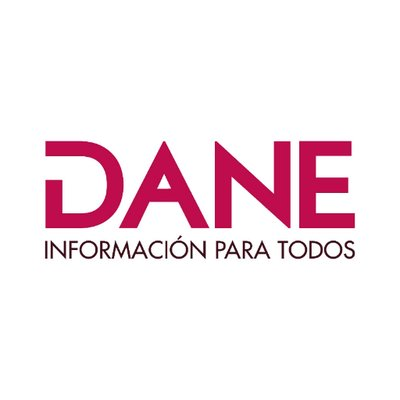 DANE
INFORMACIÓN PARA TODOS